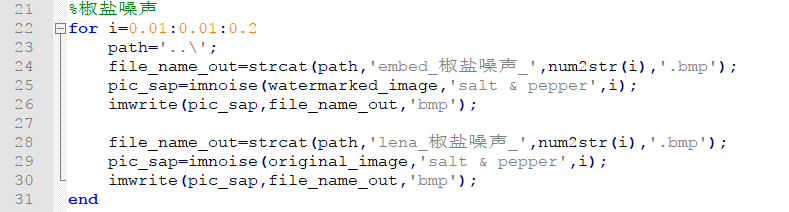 21 %椒盐噪声
22 for i=0.01:0.01:0.2
23 path='..\';
24 file_name_out=strcat(path,'embed_椒盐噪声_',num2str(i),'.bmp');
25 pic_sap=imnoise(watermarked_image,'salt & pepper',i);
26 imwrite(pic_sap,file_name_out,'bmp');
27
28 file_name_out=strcat(path,'lena_椒盐噪声_',num2str(i),'.bmp');
29 pic_sap=imnoise(original_image,'salt & pepper',i);
30 imwrite(pic_sap,file_name_out,'bmp');
31 end